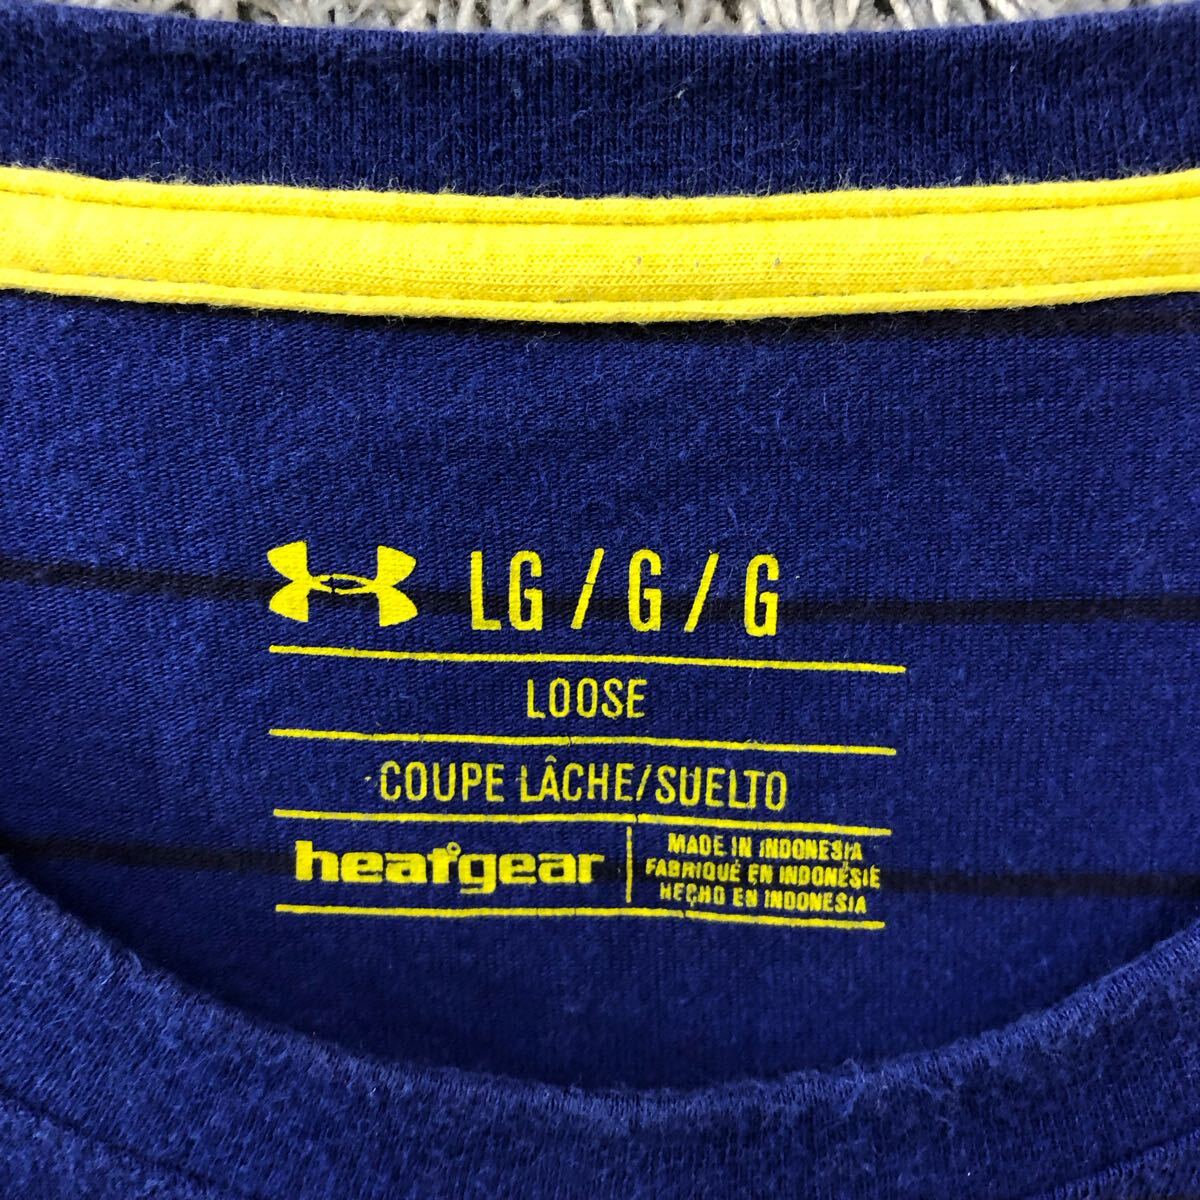 LG / G / G
LOOSE
COUPE LÂCHE/SUELTO
heatgear
MADE IN INDONESIA
FABRIQUÉ EN INDONÉSIE
HECHO EN INDONESIA